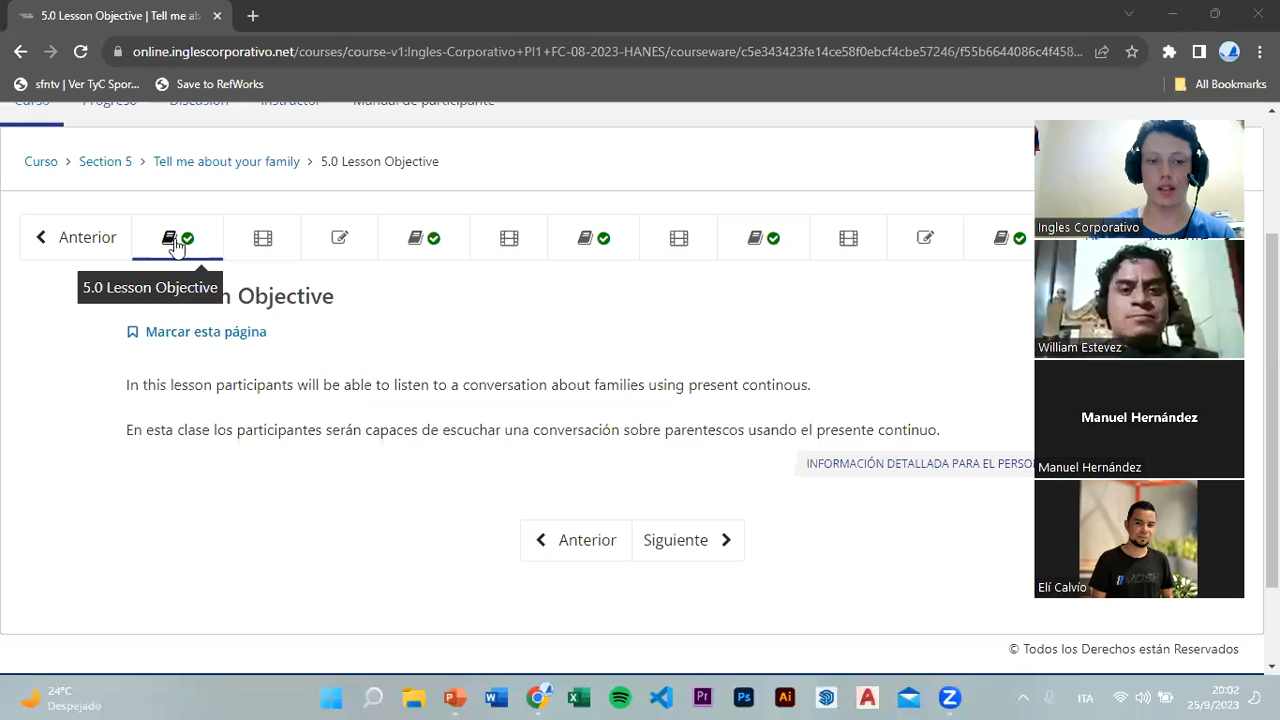 5.0 Lesson Objective | Tell me ab
online.inglescorporativo.net/courses/course-v1:Ingles-Corporativo+PI1+FC-08-2023-HANES/courseware/c5e343423fe14ce58f0ebcf4cbe57246/f55b6644086c4f458...
sfntv | Ver TyC Spor...
Save to RefWorks
All Bookmarks
Curso
Progreso
Discusión
Instructor
Manual de participante
Curso > Section 5 > Tell me about your family > 5.0 Lesson Objective
Anterior
5.0 Lesson Objective
n Objective
Marcar esta página
In this lesson participants will be able to listen to a conversation about families using present continous.
En esta clase los participantes serán capaces de escuchar una conversación sobre parentescos usando el presente continuo.
INFORMACIÓN DETALLADA PARA EL PERSO
Anterior
Siguiente
© Todos los Derechos están Reservados
Ingles Corporativo
William Estevez
Manuel Hernández
Manuel Hernández
Elí Calvío
24°C
Despejado
ITA
20:02
25/9/2023